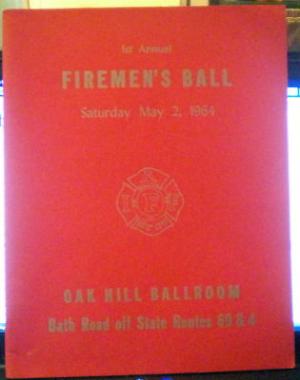 1st Annual
FIREMEN'S BALL
Saturday May 2, 1964
F
OAK HILL BALLROOM
Bath Road off State Routes 69 & 4